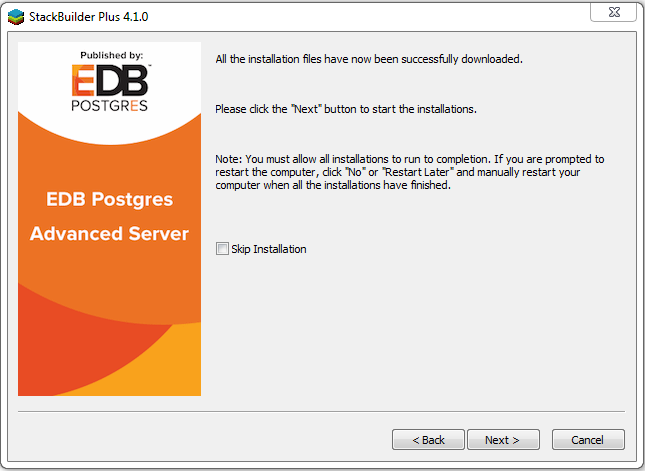 StackBuilder Plus 4.1.0
Published by:
EDB™
POSTGRES
EDB Postgres
Advanced Server
All the installation files have now been successfully downloaded.
Please click the "Next" button to start the installations.
Note: You must allow all installations to run to completion. If you are prompted to
restart the computer, click "No" or "Restart Later" and manually restart your
computer when all the installations have finished.
Skip Installation
< Back
Next >
Cancel